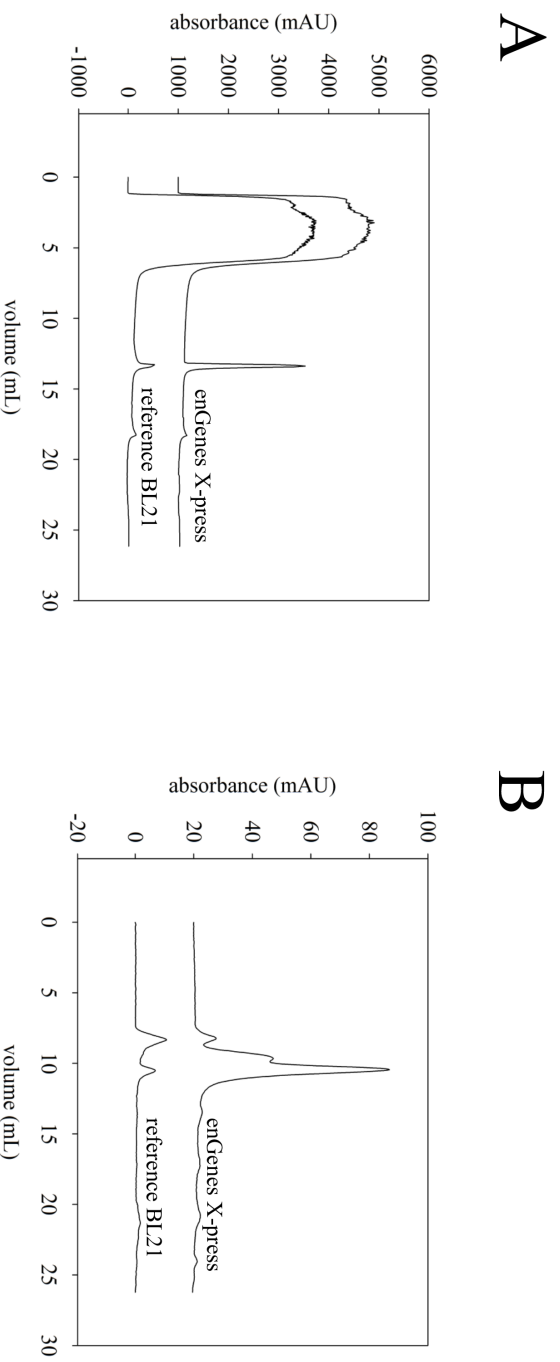 A
absorbance (mAU)
6000
5000
4000
3000
2000
1000
0
-1000
enGenes X-press
reference BL21
0 5 10 15 20 25 30
volume (mL)
B
absorbance (mAU)
100
80
60
40
20
0
-20
enGenes X-press
reference BL21
0 5 10 15 20 25 30
volume (mL)